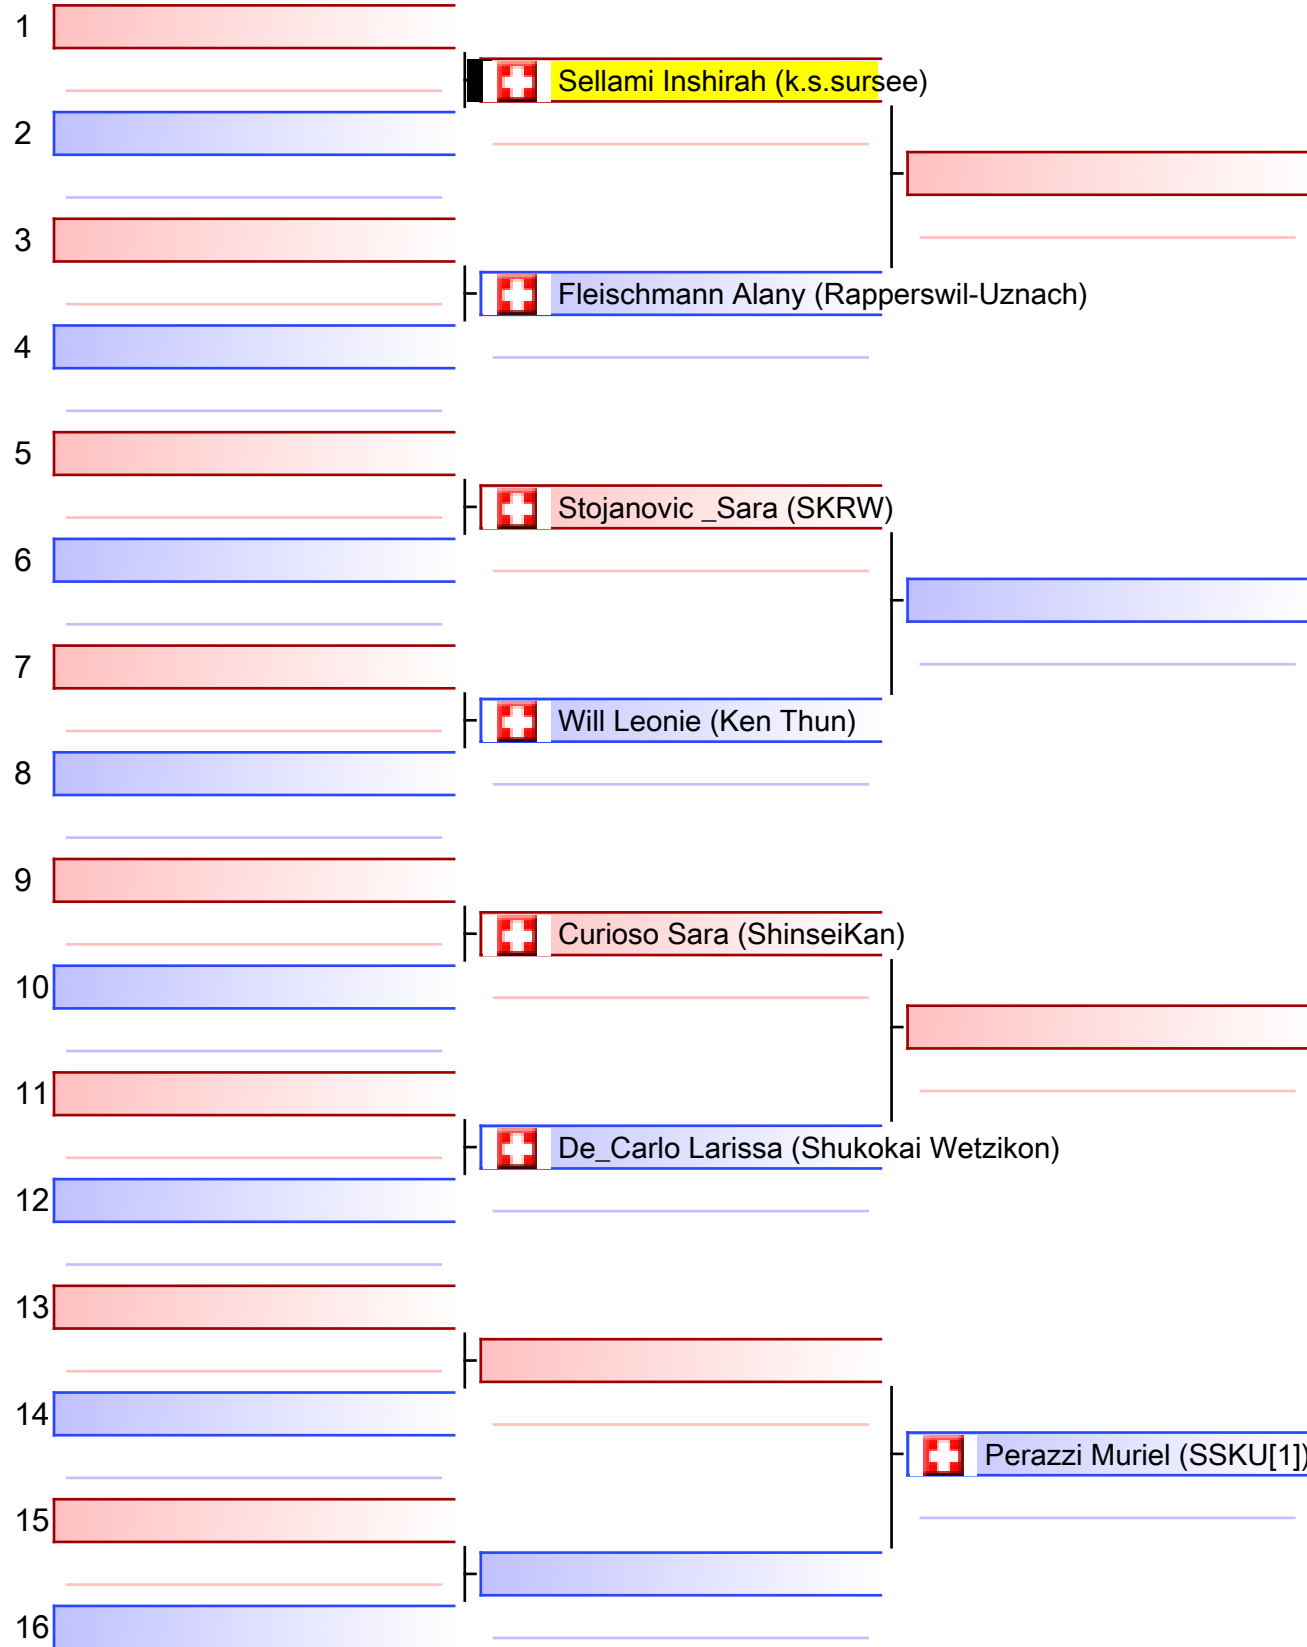 1
Sellami Inshirah (k.s.sursee)
2
3
Fleischmann Alany (Rapperswil-Uznach)
4
5
Stojanovic _Sara (SKRW)
6
7
Will Leonie (Ken Thun)
8
9
Curioso Sara (ShinseiKan)
10
11
De_Carlo Larissa (Shukokai Wetzikon)
12
13
14
Perazzi Muriel (SSKU[1])
15
16